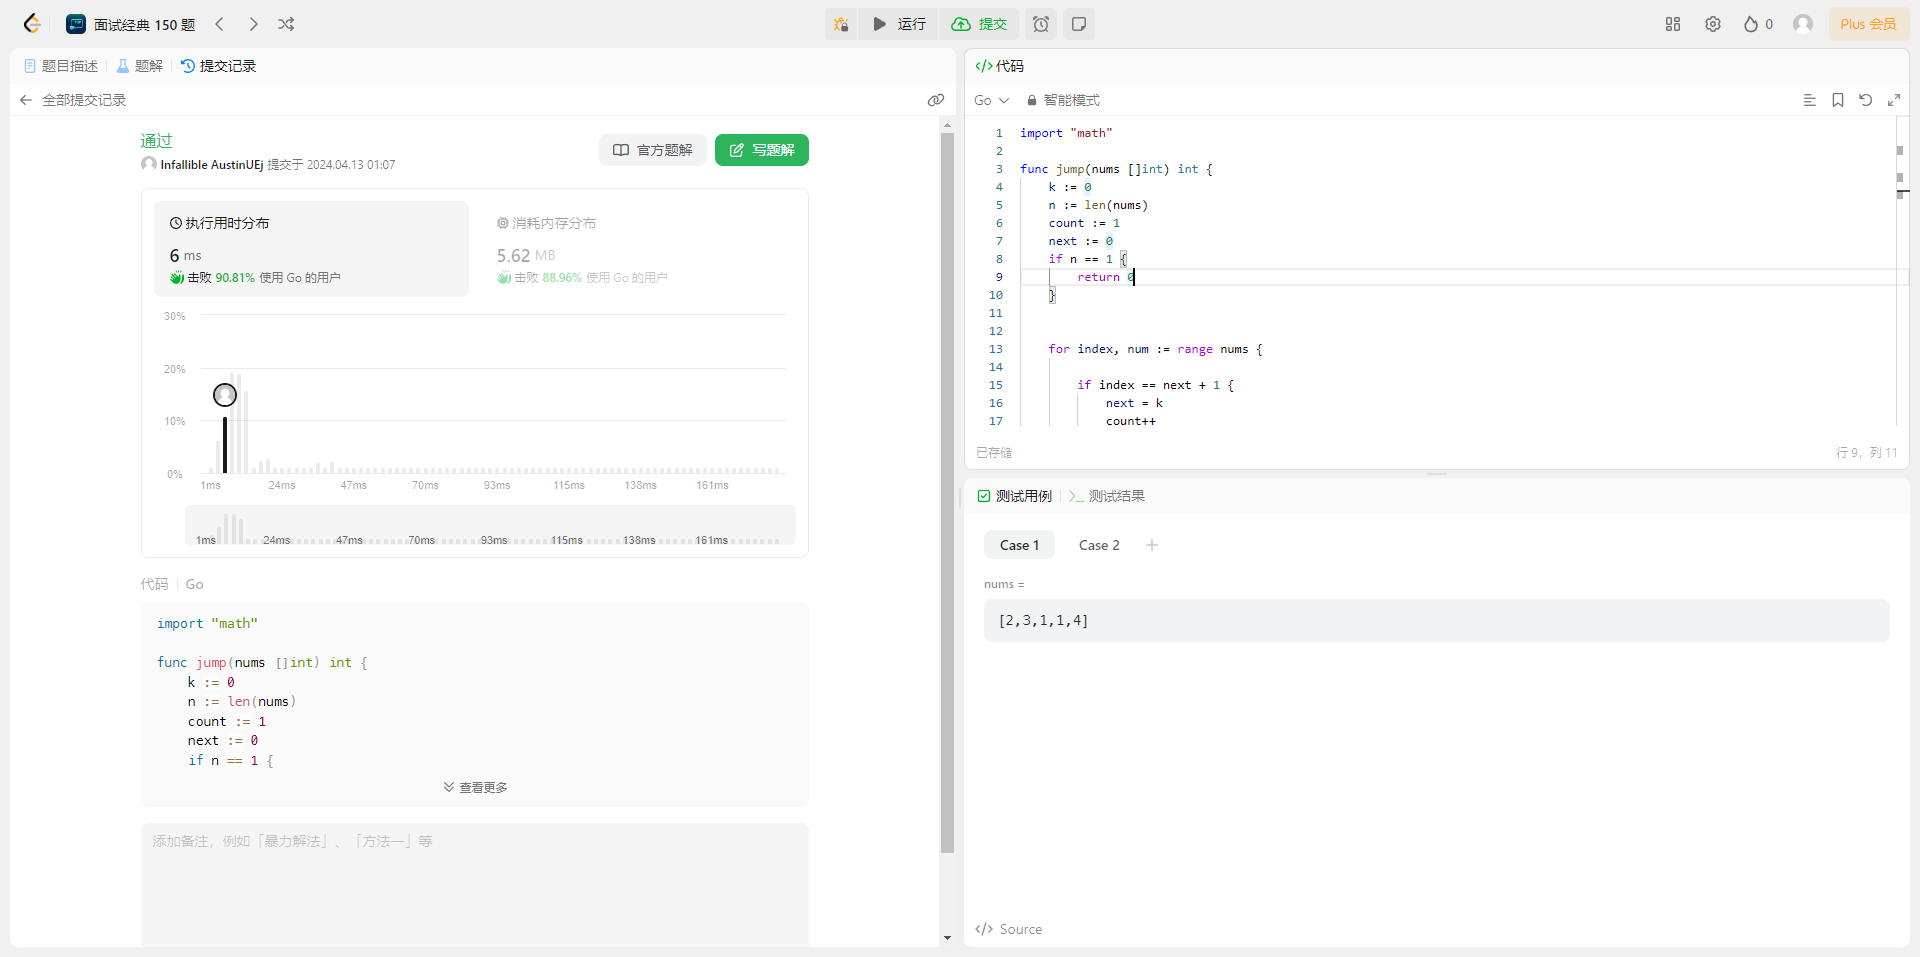 面试经典 150 题
运行
提交
0
Plus 会员
题目描述
题解
提交记录
全部提交记录
通过
Infallible AustinUEj 提交于 2024.04.13 01:07
官方题解
写题解
执行用时分布
6 ms
击败 90.81% 使用 Go 的用户
消耗内存分布
5.62 MB
击败 88.96% 使用 Go 的用户
30%
20%
10%
0%
1ms 24ms 47ms 70ms 93ms 115ms 138ms 161ms
1ms 24ms 47ms 70ms 93ms 115ms 138ms 161ms
代码 Go
import "math"
func jump(nums []int) int {
k := 0
n := len(nums)
count := 1
next := 0
if n == 1 {
查看更多
添加备注，例如「暴力解法」、「方法一」等
代码
Go
智能模式
1 import "math"
2
3 func jump(nums []int) int {
4 k := 0
5 n := len(nums)
6 count := 1
7 next := 0
8 if n == 1 {
9 return 0
10 }
11
12
13 for index, num := range nums {
14
15 if index == next + 1 {
16 next = k
17 count++
已存储
行 9，列 11
测试用例
测试结果
Case 1
Case 2
nums =
[2,3,1,1,4]
Source